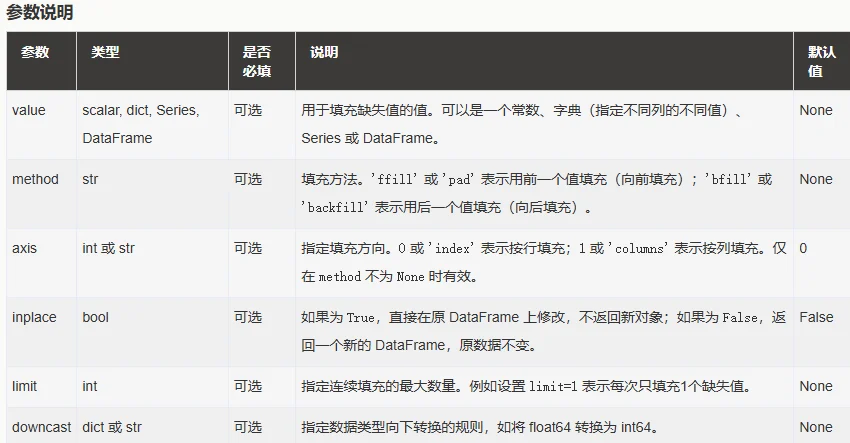 参数说明
参数 类型 是否必填 说明 默认值
value scalar, dict, Series, DataFrame 可选 用于填充缺失值的值。可以是一个常数、字典（指定不同列的不同值）、Series 或 DataFrame。 None
method str 可选 填充方法。'ffill' 或 'pad' 表示用前一个值填充（向前填充）；'bfill' 或 'backfill' 表示用后一个值填充（向后填充）。 None
axis int 或 str 可选 指定填充方向。0 或 'index' 表示按行填充；1 或 'columns' 表示按列填充。仅在 method 不为 None 时有效。 0
inplace bool 可选 如果为 True，直接在原 DataFrame 上修改，不返回新对象；如果为 False，返回一个新的 DataFrame，原数据不变。 False
limit int 可选 指定连续填充的最大数量。例如设置 limit=1 表示每次只填充1个缺失值。 None
downcast dict 或 str 可选 指定数据类型向下转换的规则，如将 float64 转换为 int64。 None